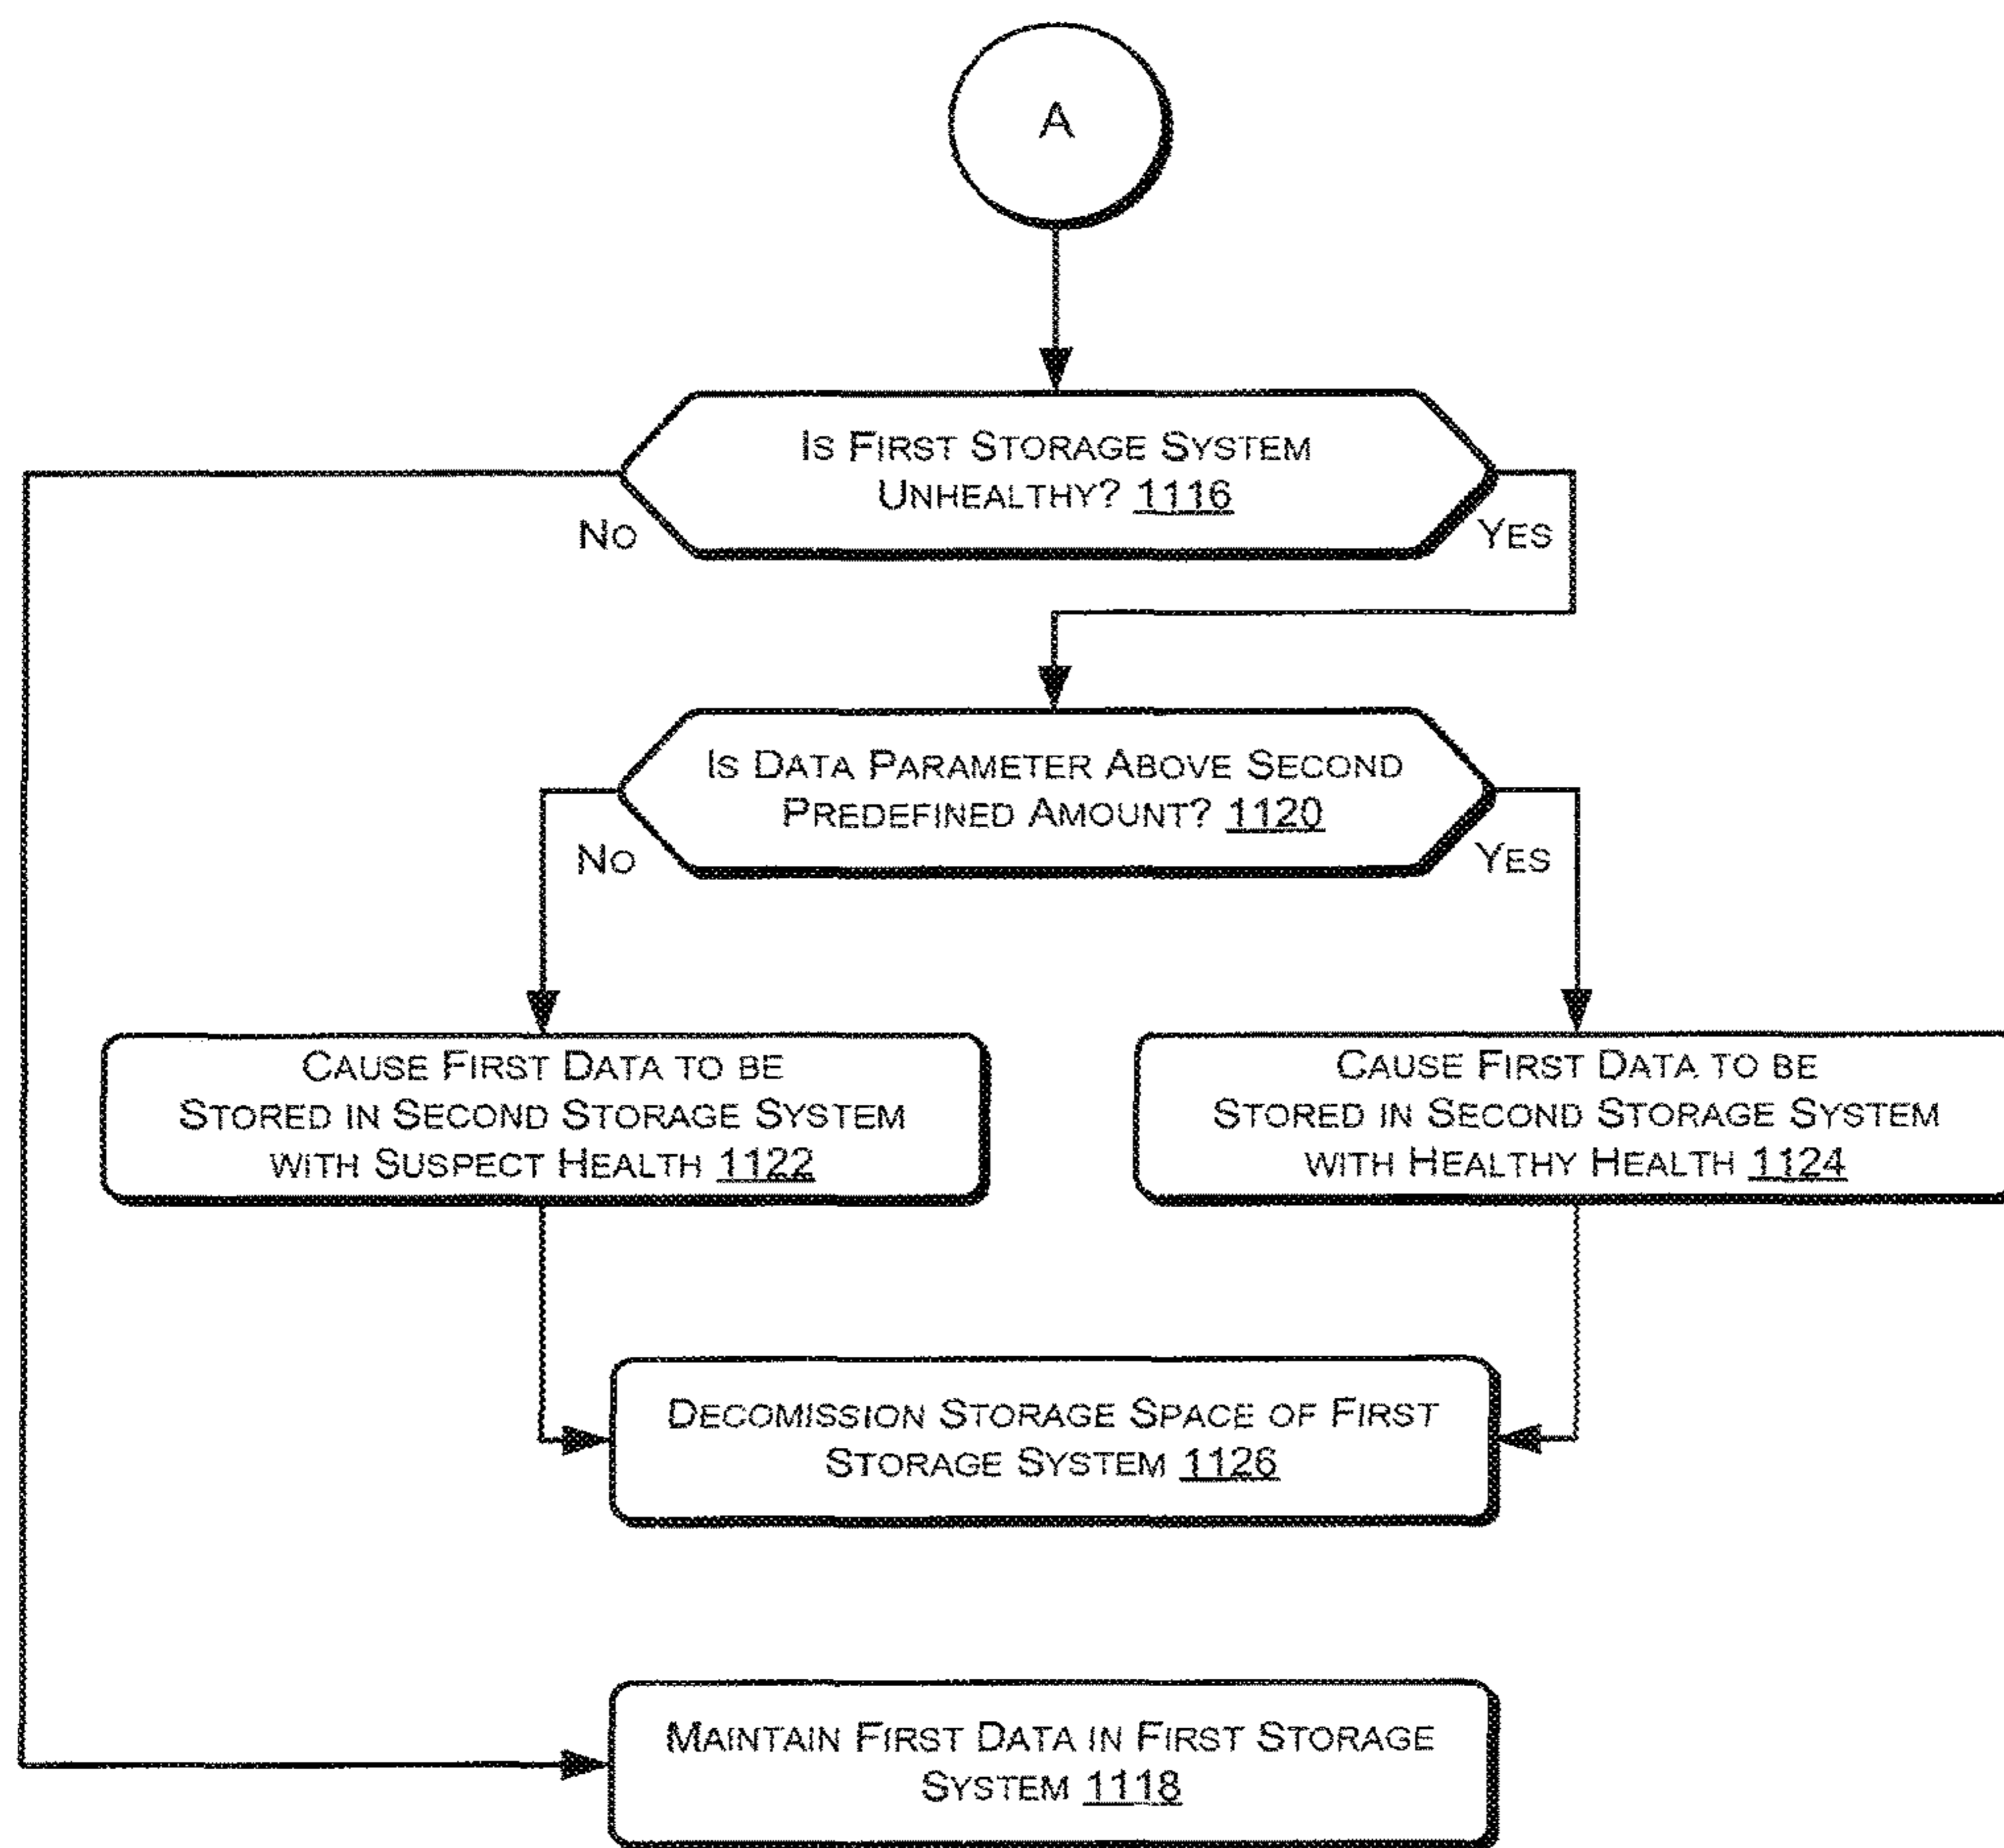 A
IS FIRST STORAGE SYSTEM
UNHEALTHY? 1116
NO
YES
IS DATA PARAMETER ABOVE SECOND
PREDEFINED AMOUNT? 1120
NO
YES
CAUSE FIRST DATA TO BE
STORED IN SECOND STORAGE SYSTEM
WITH SUSPECT HEALTH 1122
CAUSE FIRST DATA TO BE
STORED IN SECOND STORAGE SYSTEM
WITH HEALTHY HEALTH 1124
DECOMISSION STORAGE SPACE OF FIRST
STORAGE SYSTEM 1126
MAINTAIN FIRST DATA IN FIRST STORAGE
SYSTEM 1118